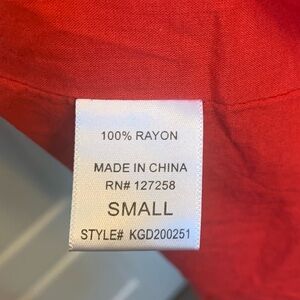 100% RAYON
MADE IN CHINA
RN# 127258
SMALL
STYLE# KGD200251